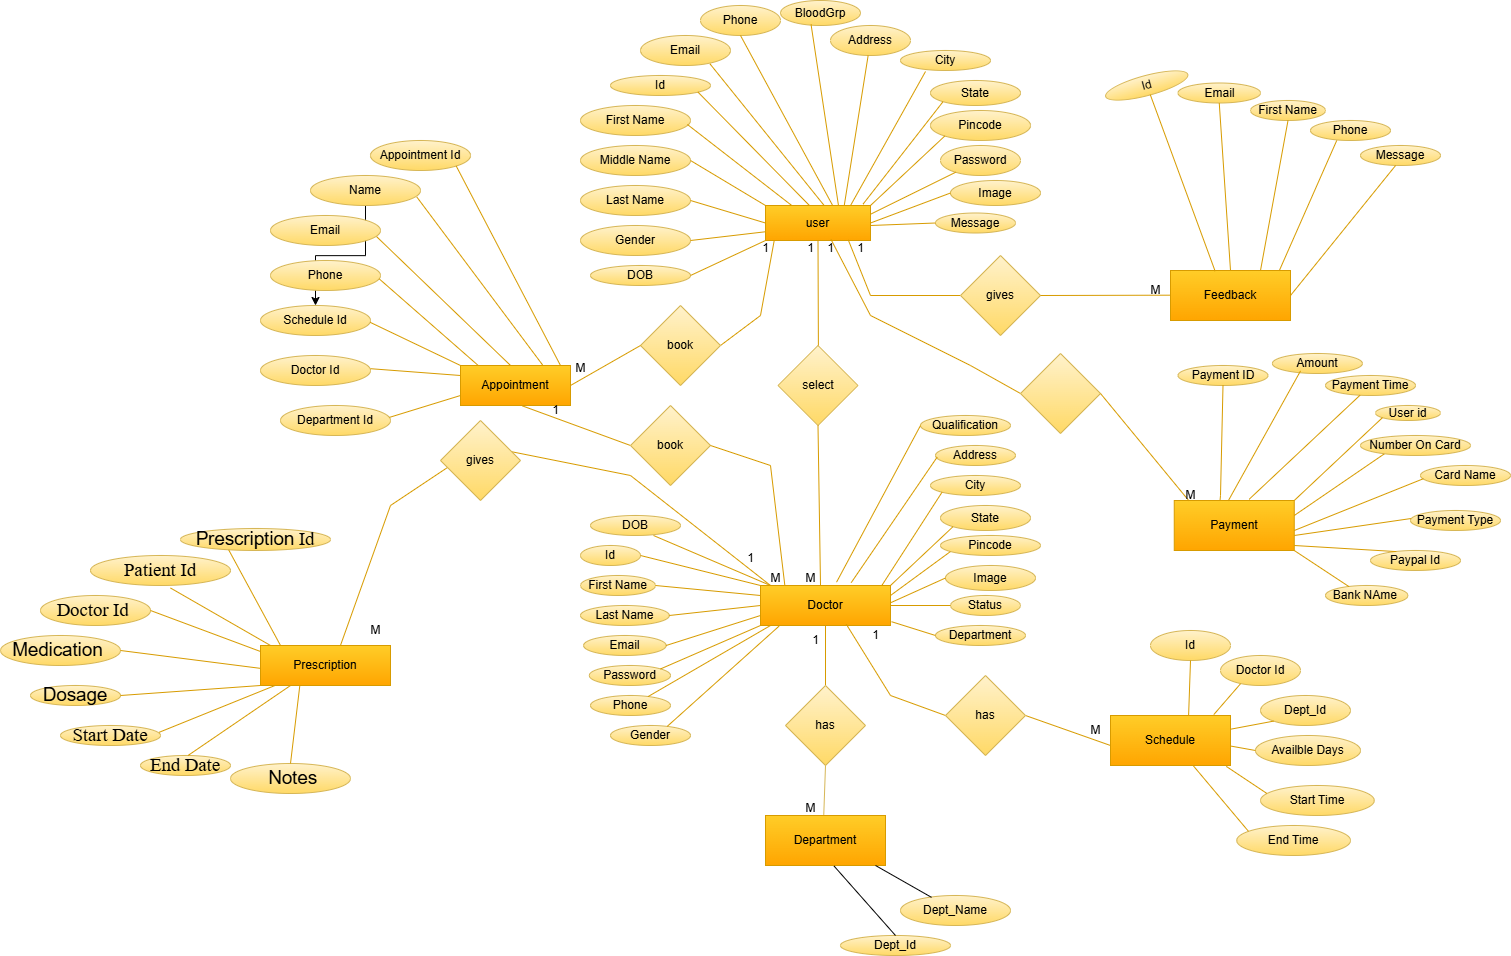 BloodGrp
Phone
Address
Email
City
Id
State
First Name
Pincode
Middle Name
Password
Last Name
Image
Gender
Message
DOB
user
1
1
1
1
Id
Email
First Name
Phone
Message
gives
M
Feedback
Appointment Id
Name
Email
Phone
Schedule Id
Doctor Id
Department Id
Appointment
M
1
book
select
book
gives
Payment ID
Amount
Payment Time
User id
Number On Card
Card Name
Payment Type
Paypal Id
Bank NAme
M
Payment
Qualification
Address
City
State
Pincode
Image
Status
Department
DOB
Id
First Name
Last Name
Email
Password
Phone
Gender
1
M
M
Doctor
1
1
Prescription Id
Patient Id
Doctor Id
Medication
Dosage
Start Date
End Date
Notes
M
Prescription
has
has
M
Schedule
Id
Doctor Id
Dept_Id
Availble Days
Start Time
End Time
M
Department
Dept_Name
Dept_Id